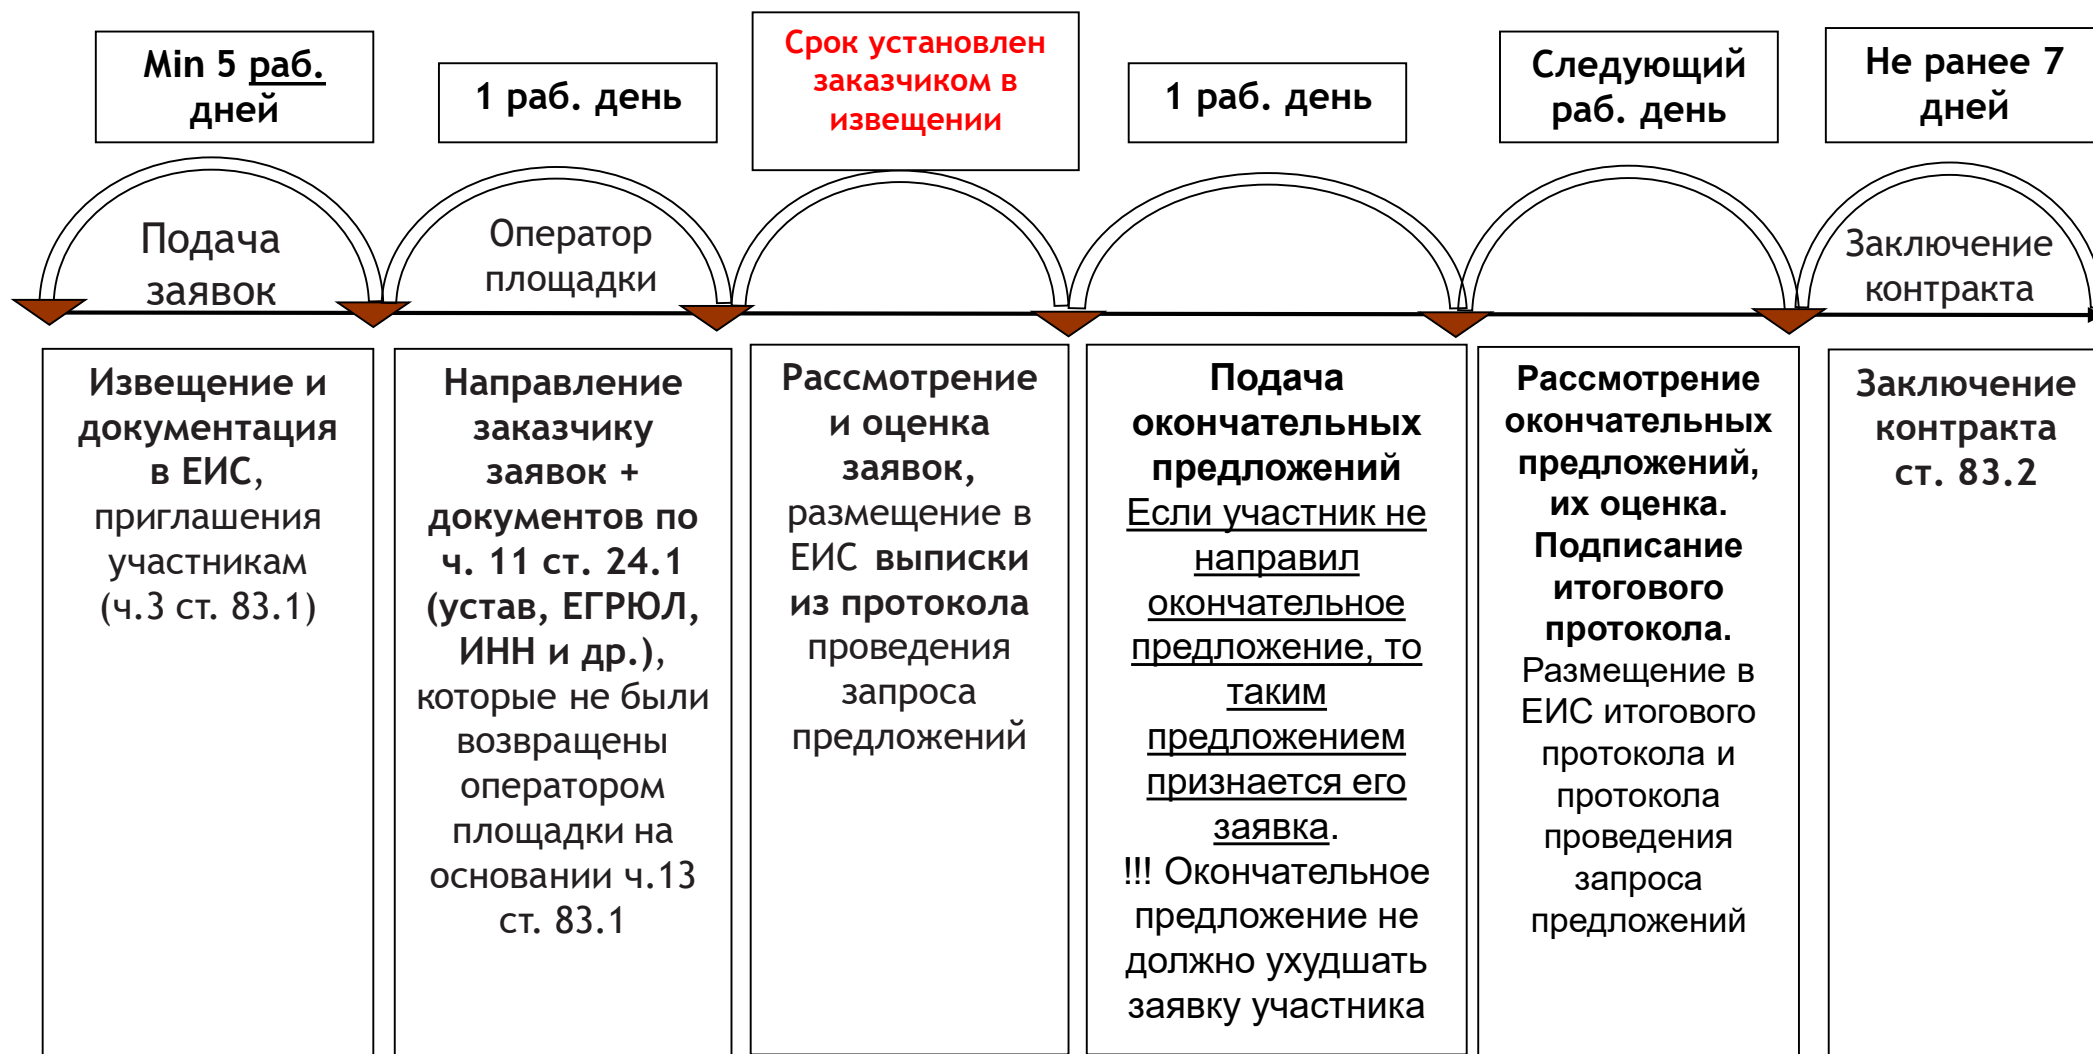 Min 5 раб.
дней
1 раб. день
Срок установлен
заказчиком в
извещении
1 раб. день
Следующий
раб. день
Не ранее 7
дней
Подача
заявок
Оператор
площадки
Заключение
контракта
Извещение и
документация
в ЕИС,
приглашения
участникам
(ч.3 ст. 83.1)
Направление
заказчику
заявок +
документов по
ч. 11 ст. 24.1
(устав, ЕГРЮЛ,
ИНН и др.),
которые не были
возвращены
оператором
площадки на
основании ч.13
ст. 83.1
Рассмотрение
и оценка
заявок,
размещение в
ЕИС выписки
из протокола
проведения
запроса
предложений
Подача
окончательных
предложений
Если участник не
направил
окончательное
предложение, то
таким
предложением
признается его
заявка.
!!! Окончательное
предложение не
должно ухудшать
заявку участника
Рассмотрение
окончательных
предложений,
их оценка.
Подписание
итогового
протокола.
Размещение в
ЕИС итогового
протокола и
протокола
проведения
запроса
предложений
Заключение
контракта
ст. 83.2